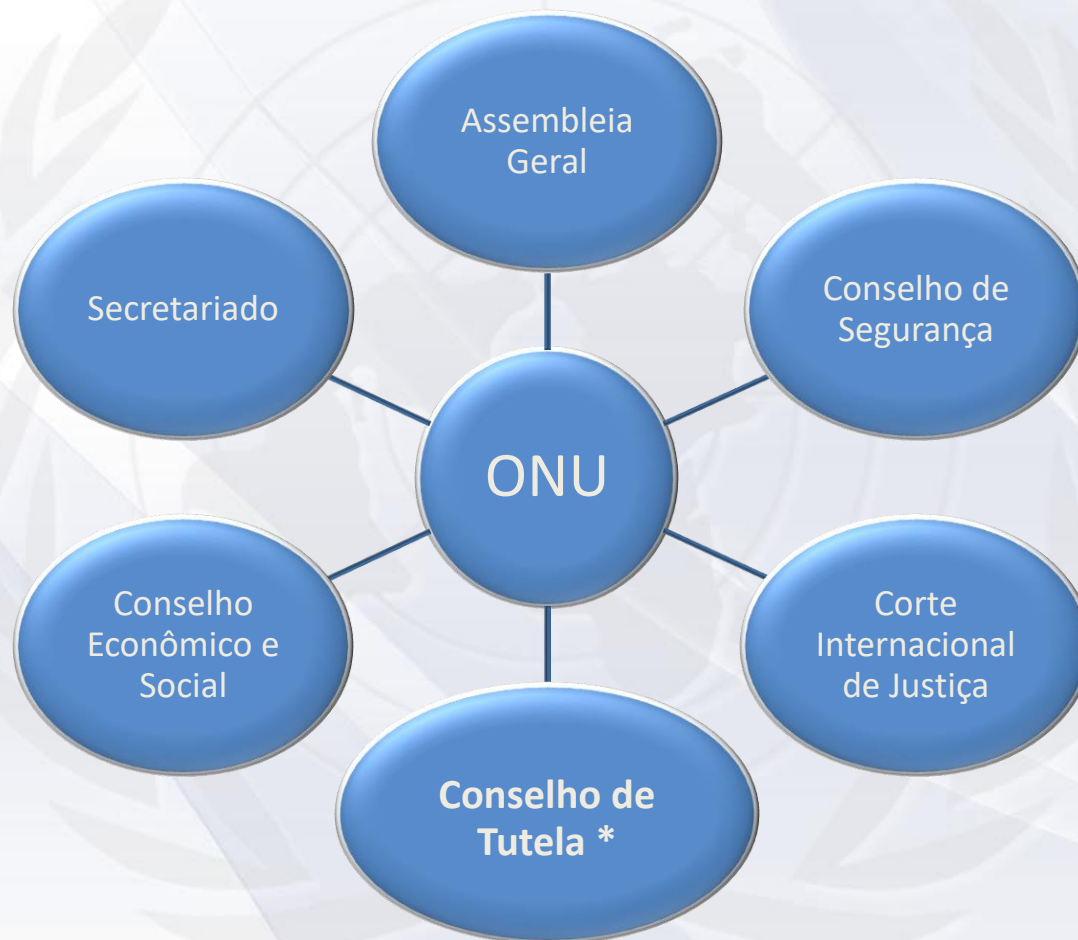 Assembleia
Geral
Secretariado
Conselho de
Segurança
ONU
Conselho
Econômico e
Social
Corte
Internacional
de Justiça
Conselho de
Tutela *